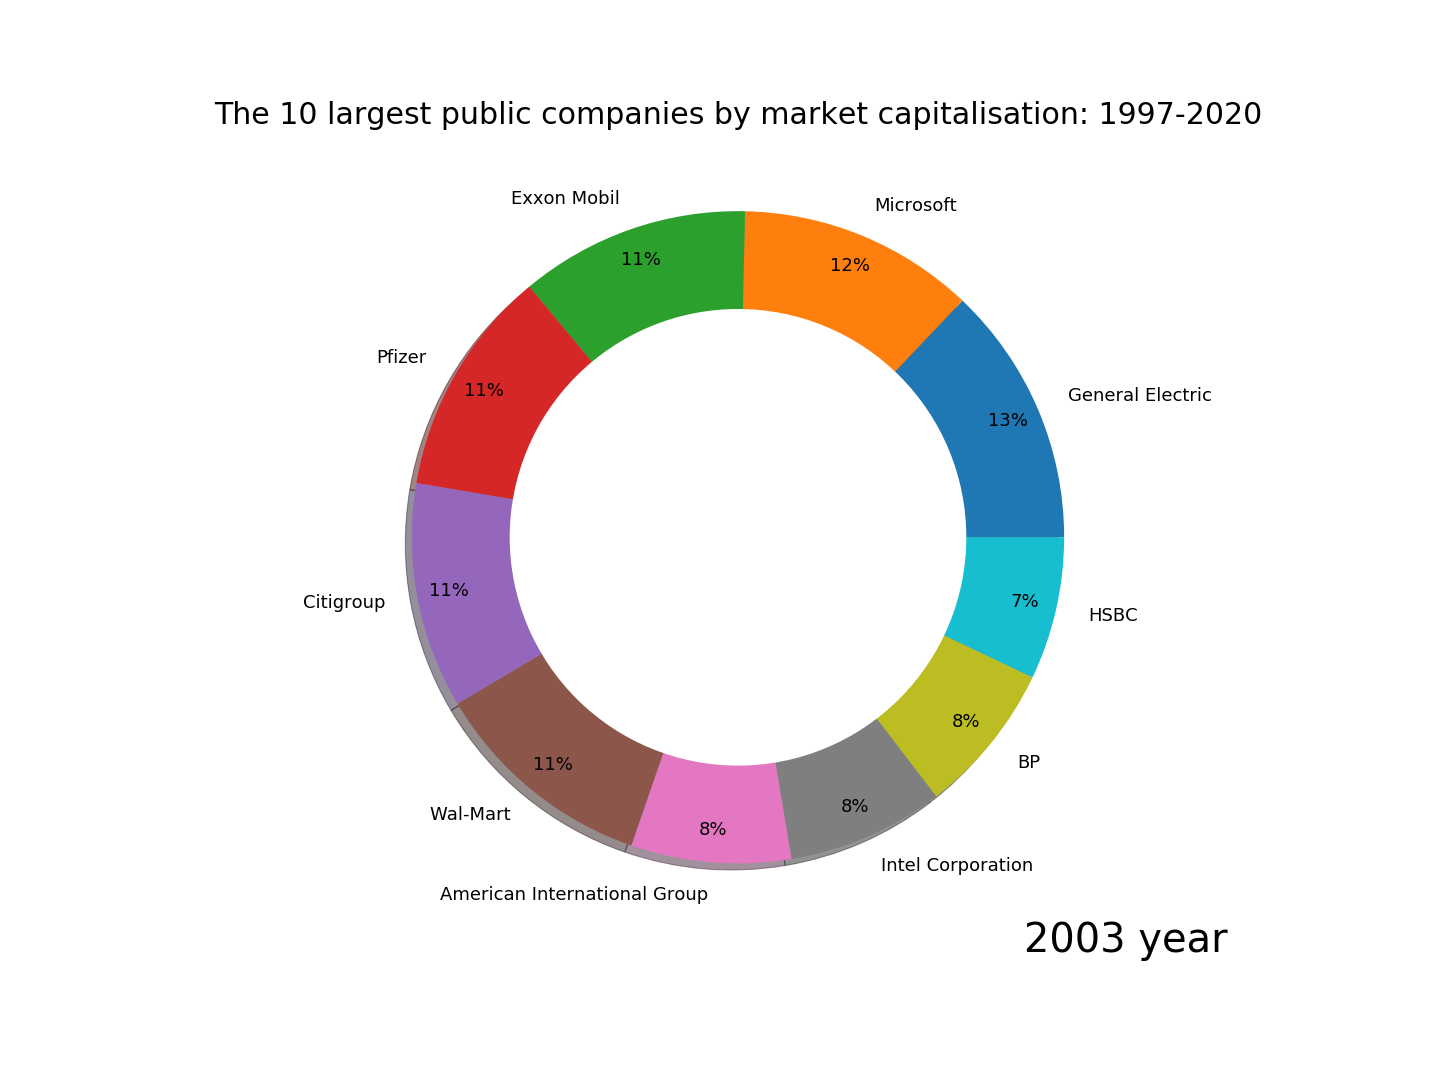 The 10 largest public companies by market capitalisation: 1997-2020
Exxon Mobil
Microsoft
11%
12%
Pfizer
11%
General Electric
13%
Citigroup
11%
HSBC
7%
Wal-Mart
11%
BP
8%
American International Group
8%
Intel Corporation
8%
2003 year